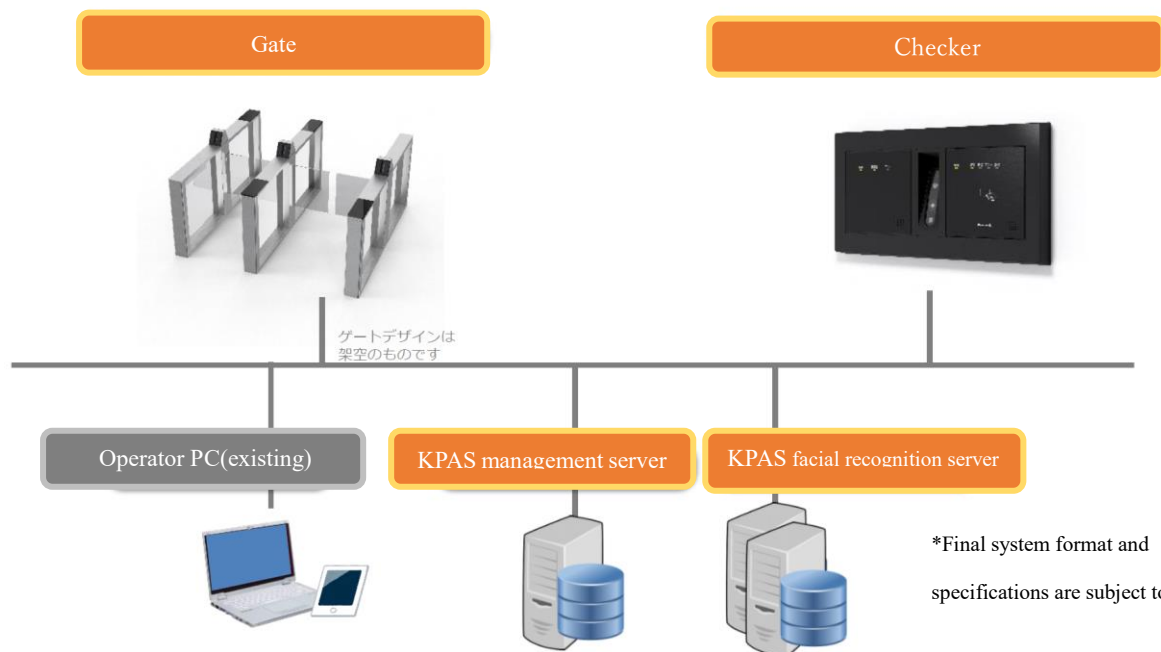 Gate
Checker
ゲートデザインは
架空のものです
Operator PC(existing)
KPAS management server
KPAS facial recognition server
*Final system format and
specifications are subject to